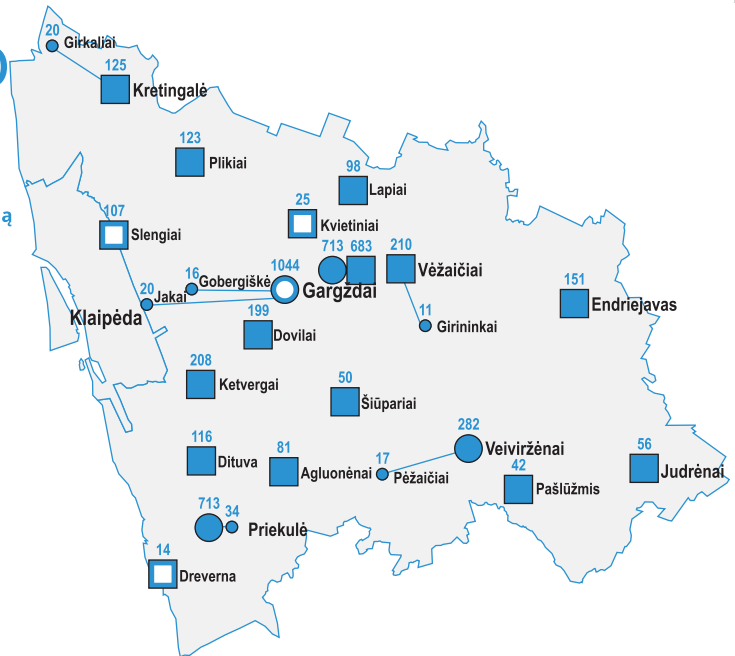 20
Girkaliai
125
Kretingalė
123
Plikiai
98
Lapiai
ą
107
Slengiai
25
Kvietiniai
713
683
210
Vėžaičiai
1044
Gargždai
16
Gobergiškė
20
Jakai
Klaipėda
11
Girininkai
151
Endriejavas
199
Dovilai
208
Ketvergai
50
Šiūpariai
282
Veiviržėnai
116
Dituva
81
Agluonėnai
17
Pėžaičiai
42
Pašlūžmis
56
Judrėnai
713
34
Priekulė
14
Dreverna